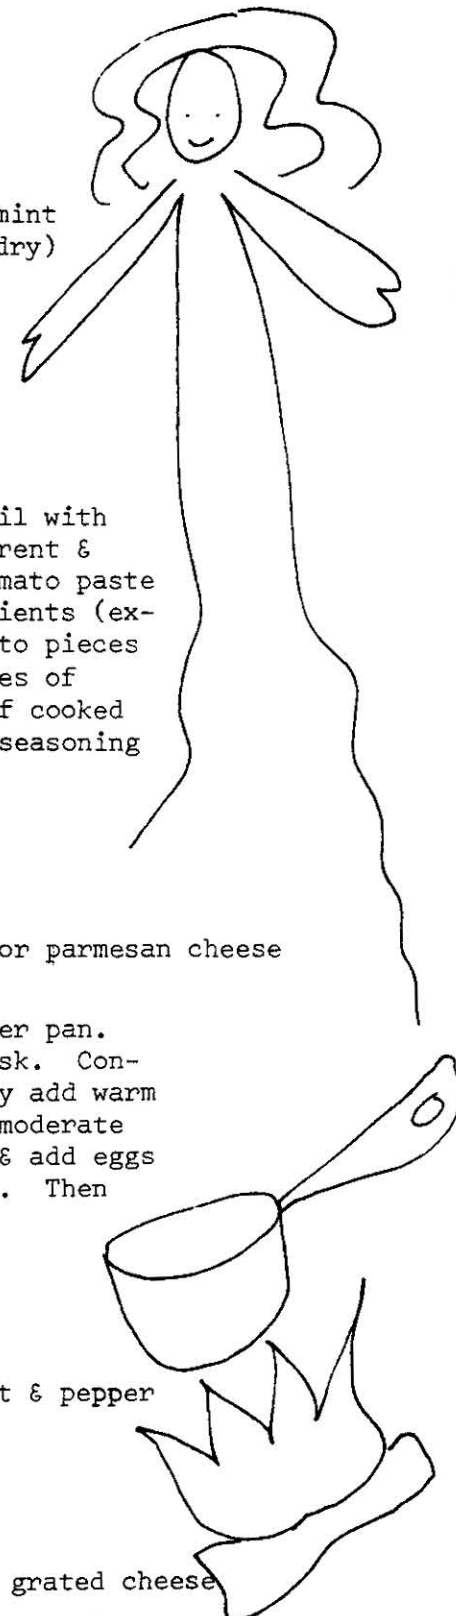 mint
dry)
il with
rent &
mato paste
ients (ex-
to pieces
es of
f cooked
seasoning
or parmesan cheese
er pan.
sk. Con-
y add warm
moderate
& add eggs
. Then
t & pepper
grated cheese